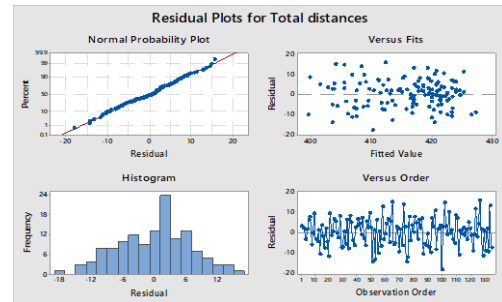 Residual Plots for Total distances
Normal Probability Plot
Versus Fits
99.9
99
90
50
10
1
0.1
Percent
-20 -10 0 10 20
Residual
20
10
0
-10
-20
Residual
400 410 420 430
Fitted Value
Histogram
Versus Order
24
18
12
6
0
Frequency
-18 -12 -6 0 6 12
Residual
20
10
0
-10
-20
Residual
1 10 20 30 40 50 60 70 80 90 100 110 120 130
Observation Order